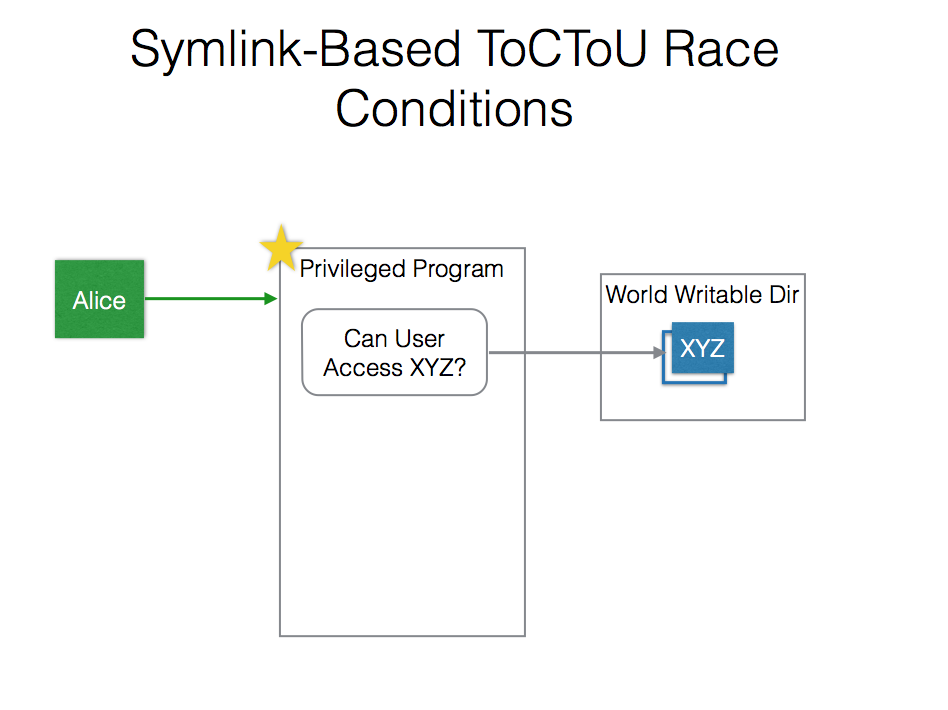 Symlink-Based ToCToU Race
Conditions
Alice
Privileged Program
Can User
Access XYZ?
World Writable Dir
XYZ